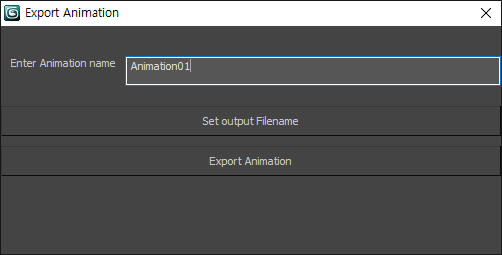 Export Animation
Enter Animation name
Animation01
Set output Filename
Export Animation